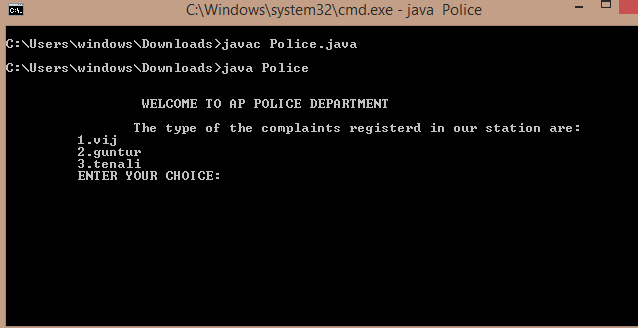 C:\Windows\system32\cmd.exe - java Police
C:\Users\windows\Downloads>javac Police.java
C:\Users\windows\Downloads>java Police
WELCOME TO AP POLICE DEPARTMENT
The type of the complaints registerd in our station are:
1.vij
2.guntur
3.tenali
ENTER YOUR CHOICE: